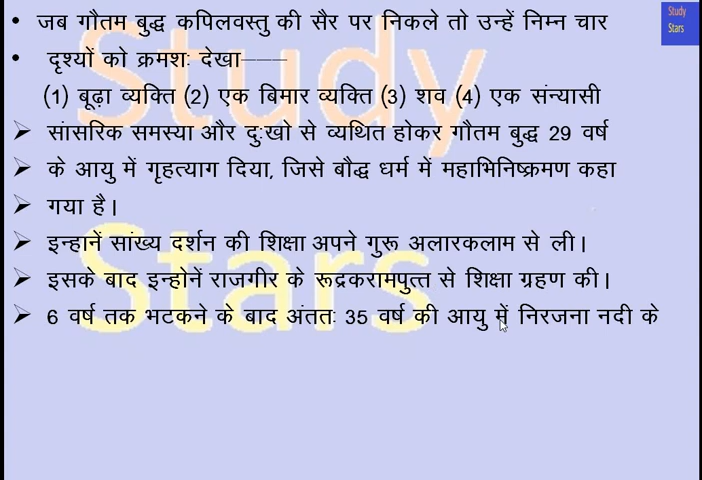 Study
Stars
• जब गौतम बुद्ध कपिलवस्तु की सैर पर निकले तो उन्हें निम्न चार
• दृश्यों को क्रमशः देखा———
(1) बूढ़ा व्यक्ति (2) एक बिमार व्यक्ति (3) शव (4) एक संन्यासी
➢ सांसरिक समस्या और दुःखो से व्यथित होकर गौतम बुद्ध 29 वर्ष
➢ के आयु में गृहत्याग दिया, जिसे बौद्ध धर्म में महाभिनिष्क्रमण कहा
➢ गया है।
➢ इन्हानें सांख्य दर्शन की शिक्षा अपने गुरू अलारकलाम से ली।
➢ इसके बाद इन्होनें राजगीर के रूद्रकरामपुत्त से शिक्षा ग्रहण की।
➢ 6 वर्ष तक भटकने के बाद अंततः 35 वर्ष की आयु में निरजना नदी के
Study
Stars